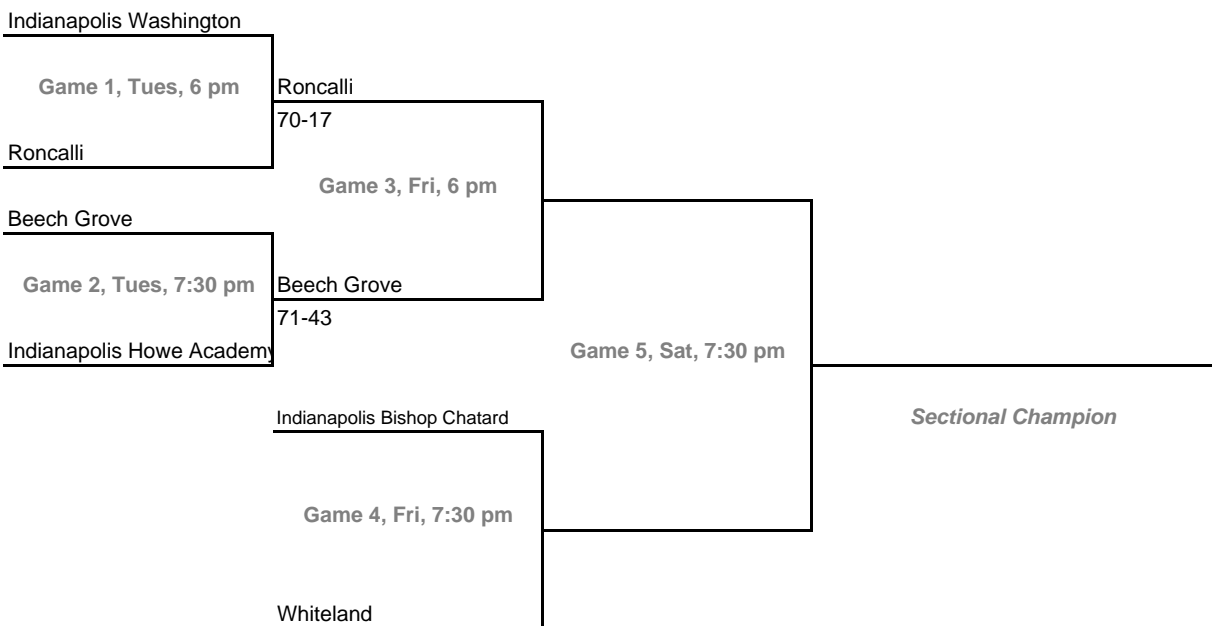 Indianapolis Washington
Game 1, Tues, 6 pm
Roncalli
70-17
Roncalli
Game 3, Fri, 6 pm
Beech Grove
Game 2, Tues, 7:30 pm
Beech Grove
71-43
Indianapolis Howe Academy
Game 5, Sat, 7:30 pm
Indianapolis Bishop Chatard
Sectional Champion
Game 4, Fri, 7:30 pm
Whiteland